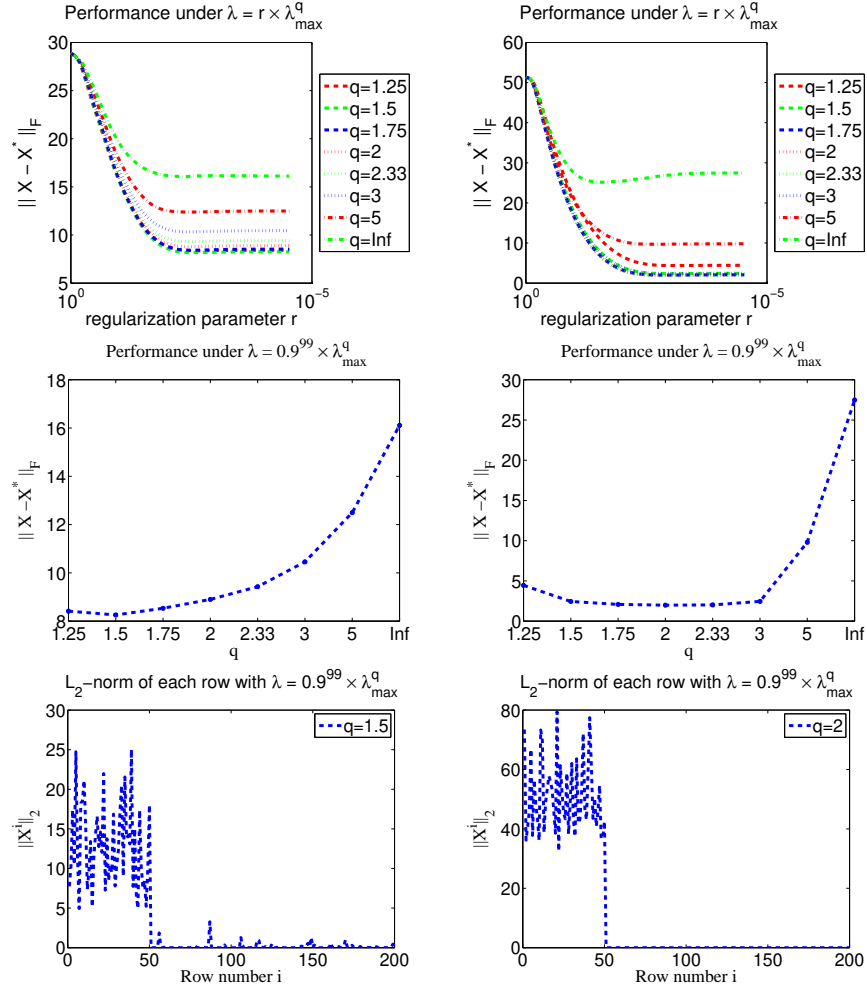 Performance under λ = r × λ_max^q
30
25
20
15
10
5
|| X − X^* ||_F
10^0
10^-5
regularization parameter r
q=1.25
q=1.5
q=1.75
q=2
q=2.33
q=3
q=5
q=Inf
Performance under λ = r × λ_max^q
60
50
40
30
20
10
0
|| X − X^* ||_F
10^0
10^-5
regularization parameter r
q=1.25
q=1.5
q=1.75
q=2
q=2.33
q=3
q=5
q=Inf
Performance under λ = 0.9^99 × λ_max^q
18
16
14
12
10
8
|| X −X^* ||_F
1.25 1.5 1.75 2 2.33 3 5 Inf
q
Performance under λ = 0.9^99 × λ_max^q
30
25
20
15
10
5
0
|| X −X^* ||_F
1.25 1.5 1.75 2 2.33 3 5 Inf
q
L_2−norm of each row with λ = 0.9^99 × λ_max^q
30
25
20
15
10
5
0
||X^i||_2
q=1.5
0 50 100 150 200
Row number i
L_2−norm of each row with λ = 0.9^99 × λ_max^q
80
60
40
20
0
||X^i||_2
q=2
0 50 100 150 200
Row number i